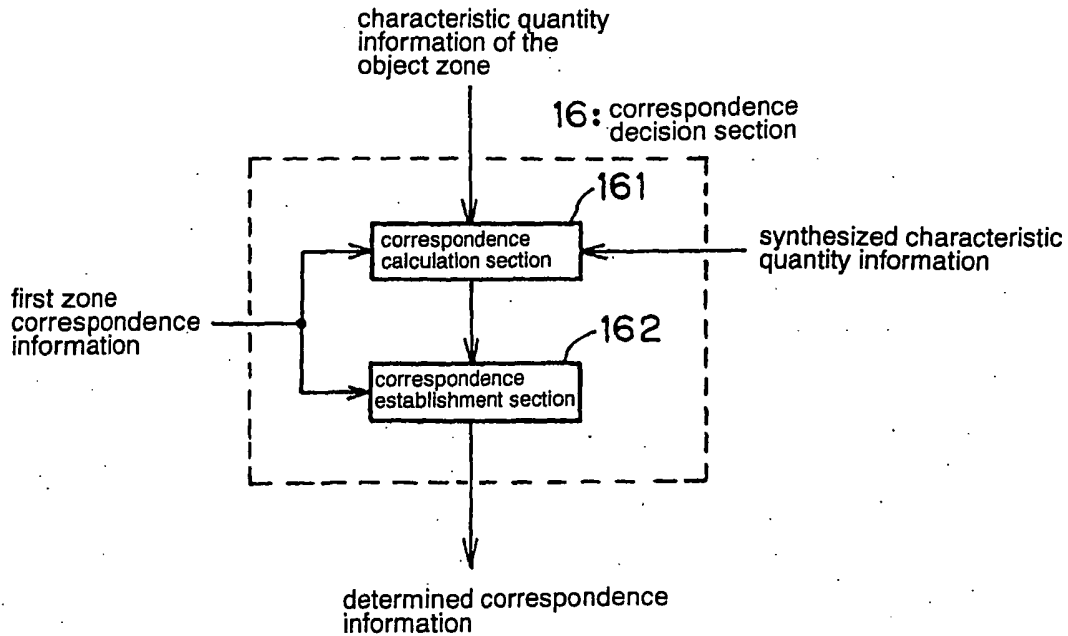 characteristic quantity
information of the
object zone
16: correspondence
decision section
161
correspondence
calculation section
synthesized characteristic
quantity information
first zone
correspondence
information
162
correspondence
establishment section
determined correspondence
information